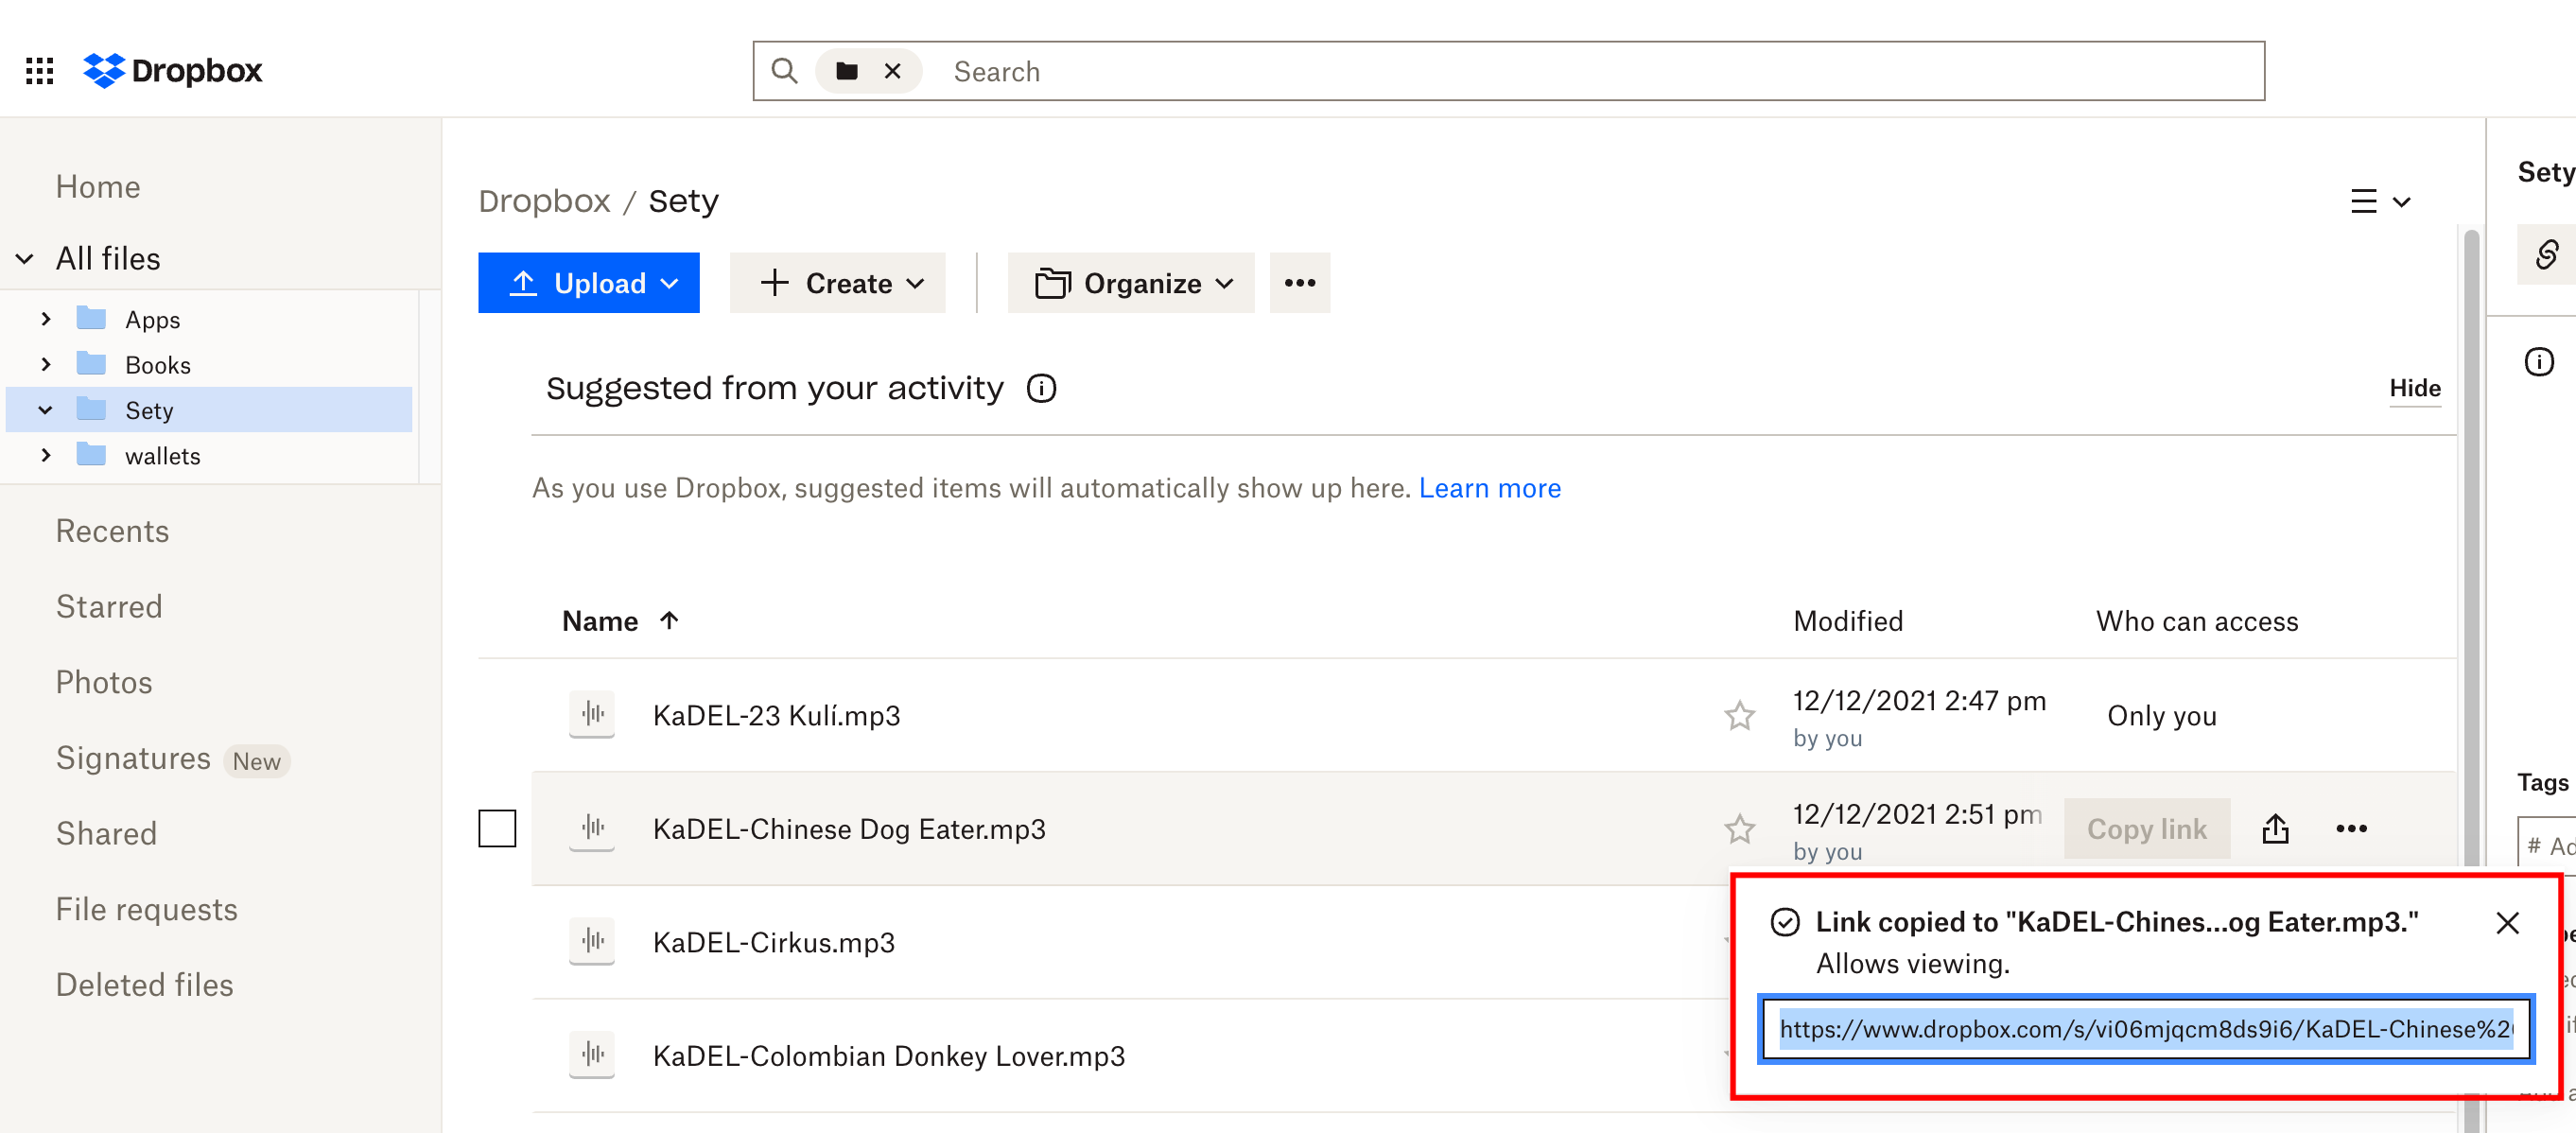 Dropbox
Search
Home
All files
Apps
Books
Sety
wallets
Recents
Starred
Photos
Signatures New
Shared
File requests
Deleted files
Dropbox / Sety
Upload
Create
Organize
Suggested from your activity
Hide
As you use Dropbox, suggested items will automatically show up here. Learn more
Name
Modified
Who can access
KaDEL-23 Kulí.mp3
12/12/2021 2:47 pm
by you
Only you
KaDEL-Chinese Dog Eater.mp3
12/12/2021 2:51 pm
by you
Copy link
KaDEL-Cirkus.mp3
KaDEL-Colombian Donkey Lover.mp3
Link copied to "KaDEL-Chines...og Eater.mp3."
Allows viewing.
https://www.dropbox.com/s/vi06mjqcm8ds9i6/KaDEL-Chinese%2
Sety
Tags
# Ad